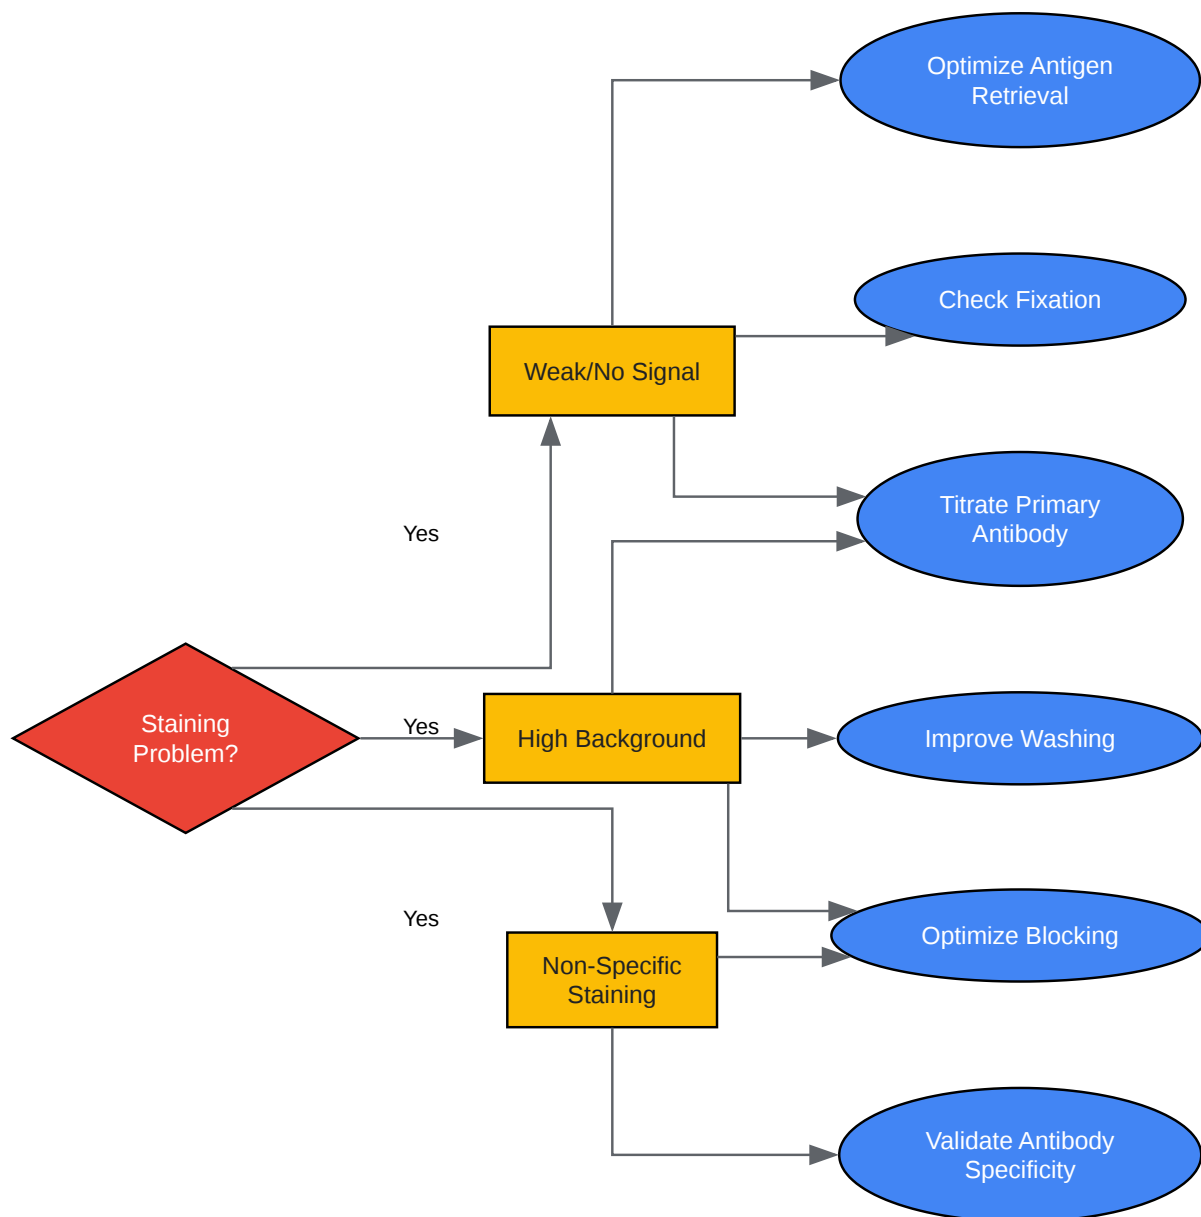 Optimize Antigen
Retrieval
Check Fixation
Weak/No Signal
Titrate Primary
Antibody
Yes
Staining
Problem?
Yes
High Background
Improve Washing
Yes
Optimize Blocking
Non-Specific
Staining
Validate Antibody
Specificity